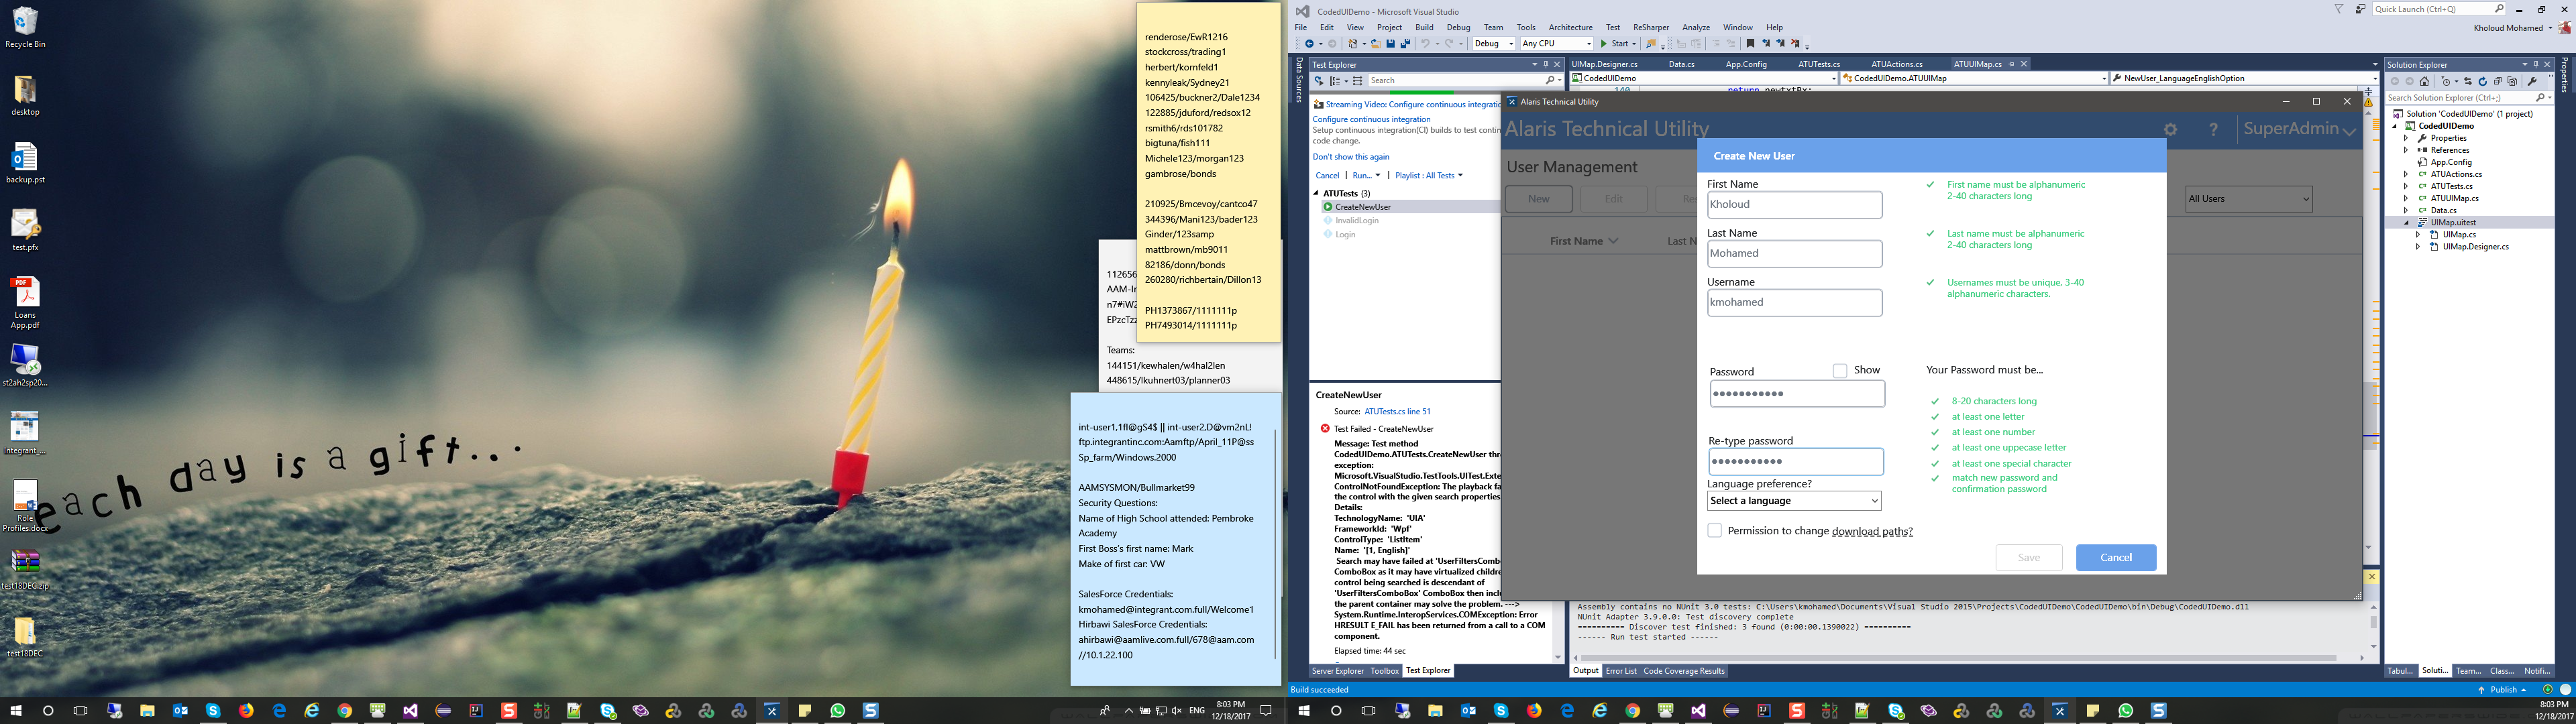 Recycle Bin
desktop
backup.pst
test.pfx
Loans
App.pdf
st2ah2sp20...
Integrant_...
Role
Profiles.docx
test18DEC.zip
test18DEC
each day is a gift...
renderose/EwR1216
stockcross/trading1
herbert/kornfeld1
kennyleak/Sydney21
106425/buckner2/Dale1234
122885/jduford/redsox12
rsmith6/rds101782
bigtuna/fish111
Michele123/morgan123
gambrose/bonds
210925/Bmcevoy/cantco47
344396/Mani123/bader123
Ginder/123samp
mattbrown/mb9011
82186/donn/bonds
260280/richbertain/Dillon13
PH1373867/1111111p
PH7493014/1111111p
112656
AAM-In
n7#iW2
EPzcTzz
Teams:
144151/kewhalen/w4hal2len
448615/lkuhnert03/planner03
int-user1,1fl@gS4$ || int-user2,D@vm2nL!
ftp.integrantinc.com:Aamftp/April_11P@ss
Sp_farm/Windows.2000
AAMSYSMON/Bullmarket99
Security Questions:
Name of High School attended: Pembroke
Academy
First Boss's first name: Mark
Make of first car: VW
SalesForce Credentials:
kmohamed@integrant.com.full/Welcome1
Hirbawi SalesForce Credentials:
ahirbawi@aamlive.com.full/678@aam.com
//10.1.22.100
ENG
8:03 PM
12/18/2017
CodedUIDemo - Microsoft Visual Studio
Quick Launch (Ctrl+Q)
File Edit View Project Build Debug Team Tools Architecture Test ReSharper Analyze Window Help
Kholoud Mohamed
Debug Any CPU Start
Data Sources
Test Explorer
Search
Streaming Video: Configure continuous integratio
Configure continuous integration
Setup continuous integration(CI) builds to test contin
code change.
Don't show this again
Cancel | Run... | Playlist : All Tests
ATUTests (3)
CreateNewUser
InvalidLogin
Login
CreateNewUser
Source: ATUTests.cs line 51
Test Failed - CreateNewUser
Message: Test method
CodedUIDemo.ATUTests.CreateNewUser thre
exception:
Microsoft.VisualStudio.TestTools.UITest.Exte
ControlNotFoundException: The playback fa
the control with the given search properties
Details:
TechnologyName: 'UIA'
FrameworkId: 'Wpf'
ControlType: 'ListItem'
Name: '[1, English]'
Search may have failed at 'UserFiltersCombo
ComboBox as it may have virtualized childre
control being searched is descendant of
'UserFiltersComboBox' ComboBox then inclu
the parent container may solve the problem. --->
System.Runtime.InteropServices.COMException: Error
HRESULT E_FAIL has been returned from a call to a COM
component.
Elapsed time: 44 sec
Server Explorer Toolbox Test Explorer
UIMap.Designer.cs Data.cs App.Config ATUTests.cs ATUActions.cs ATUUIMap.cs
CodedUIDemo CodedUIDemo.ATUUIMap NewUser_LanguageEnglishOption
140 return newtxtBx;
Alaris Technical Utility
Alaris Technical Utility
? SuperAdmin
User Management
New Edit Re
All Users
First Name Last N
Create New User
First Name
Kholoud
First name must be alphanumeric
2-40 characters long
Last Name
Mohamed
Last name must be alphanumeric
2-40 characters long
Username
kmohamed
Usernames must be unique, 3-40
alphanumeric characters.
Password Show
Your Password must be...
8-20 characters long
at least one letter
at least one number
at least one uppecase letter
at least one special character
match new password and
confirmation password
Re-type password
Language preference?
Select a language
Permission to change download paths?
Save Cancel
Assembly contains no NUnit 3.0 tests: C:\Users\kmohamed\Documents\Visual Studio 2015\Projects\CodedUIDemo\CodedUIDemo\bin\Debug\CodedUIDemo.dll
NUnit Adapter 3.9.0.0: Test discovery complete
========== Discover test finished: 3 found (0:00:00.1390022) ==========
------ Run test started ------
Output Error List Code Coverage Results
Solution Explorer
Search Solution Explorer (Ctrl+;)
Solution 'CodedUIDemo' (1 project)
CodedUIDemo
Properties
References
App.Config
ATUActions.cs
ATUTests.cs
ATUUIMap.cs
Data.cs
UIMap.uitest
UIMap.cs
UIMap.Designer.cs
Properties
Tabul... Soluti... Team... Class... Notifi...
Build succeeded
Publish
8:03 PM
12/18/2017